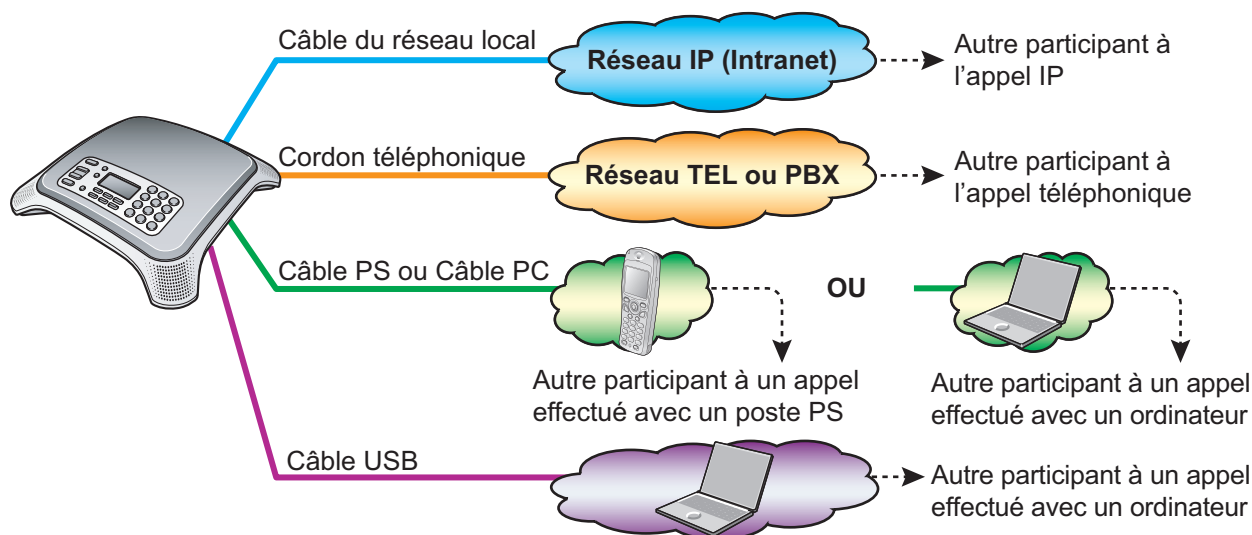 Câble du réseau local
Réseau IP (Intranet)
Autre participant à
l’appel IP
Cordon téléphonique
Réseau TEL ou PBX
Autre participant à
l’appel téléphonique
Câble PS ou Câble PC
OU
Autre participant à un appel
effectué avec un poste PS
Autre participant à un appel
effectué avec un ordinateur
Câble USB
Autre participant à un appel
effectué avec un ordinateur